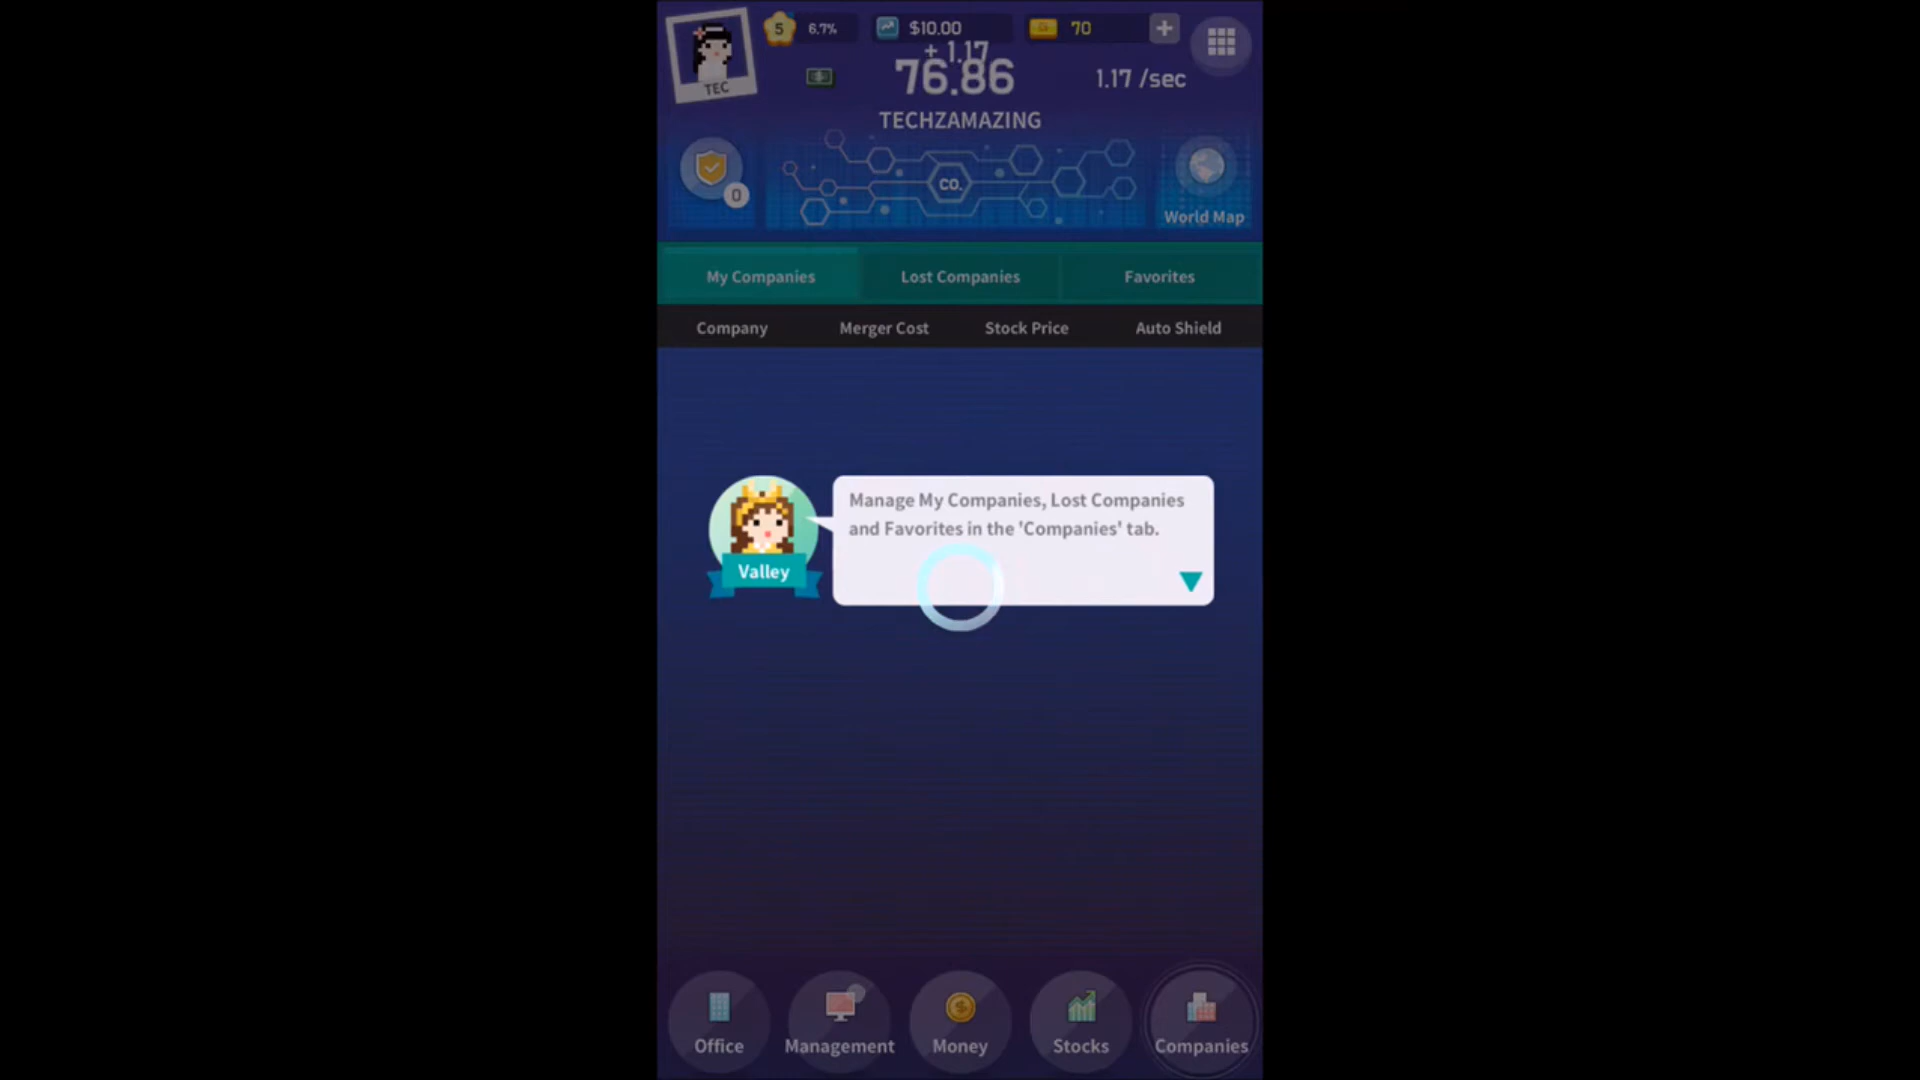 5 6.7% $10.00 70 +
+ 1.17
76.86 1.17 /sec
TEC
TECHZAMAZING
CO.
0
World Map
My Companies Lost Companies Favorites
Company Merger Cost Stock Price Auto Shield
Manage My Companies, Lost Companies
and Favorites in the 'Companies' tab.
Valley
Office Management Money Stocks Companies